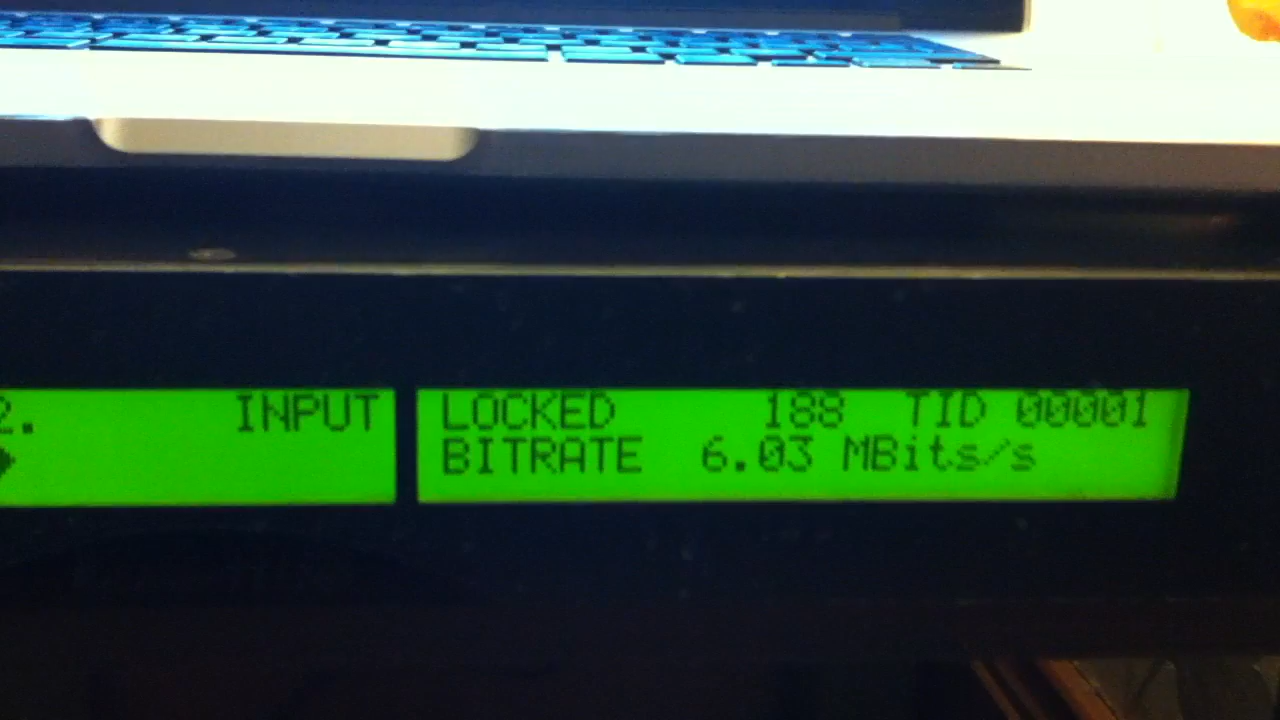 2. INPUT
LOCKED 188 TID 00001
BITRATE 6.03 MBits/s